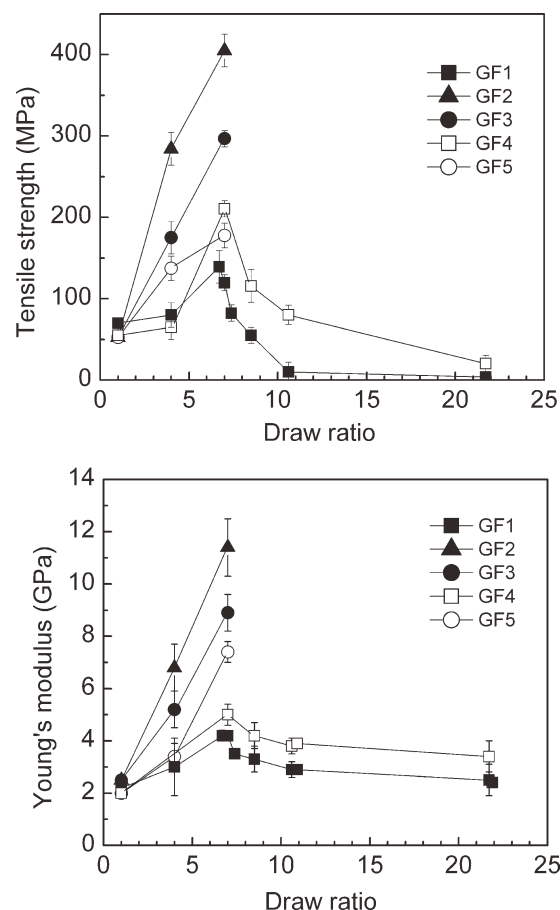 Tensile strength (MPa)
400
300
200
100
0
GF1
GF2
GF3
GF4
GF5
0 5 10 15 20 25
Draw ratio
Young's modulus (GPa)
14
12
10
8
6
4
2
0
GF1
GF2
GF3
GF4
GF5
0 5 10 15 20 25
Draw ratio